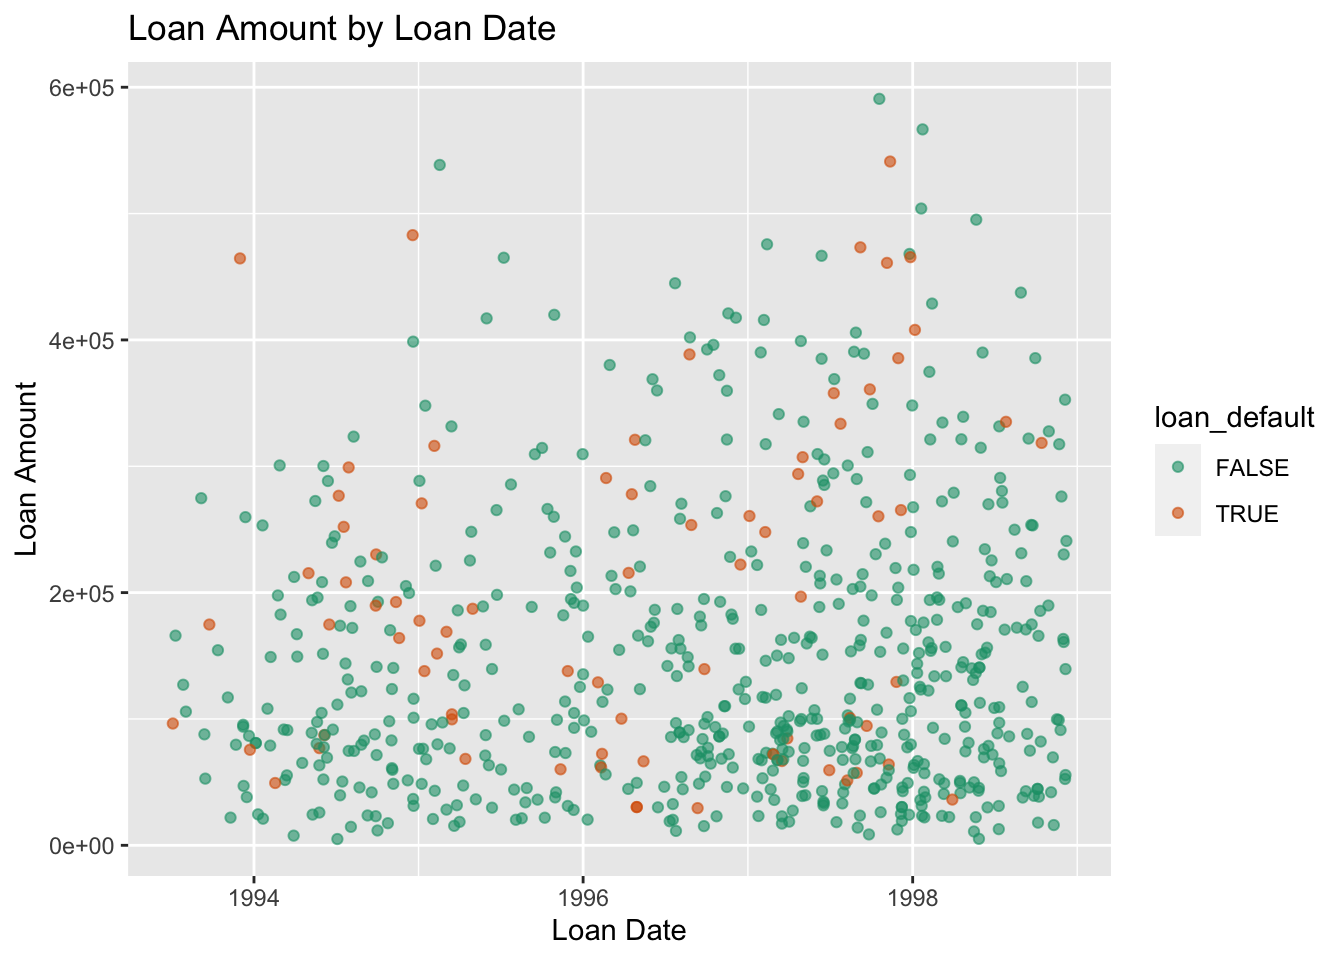 Loan Amount by Loan Date
Loan Amount
6e+05
4e+05
2e+05
0e+00
1994
1996
1998
Loan Date
loan_default
FALSE
TRUE